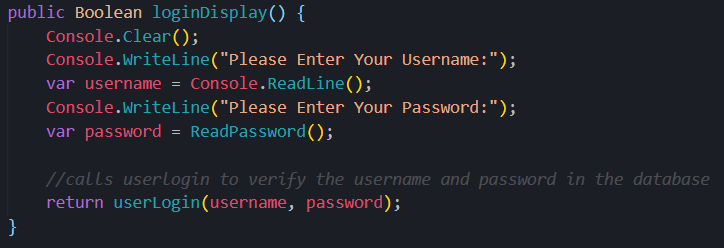 public Boolean loginDisplay() {
Console.Clear();
Console.WriteLine("Please Enter Your Username:");
var username = Console.ReadLine();
Console.WriteLine("Please Enter Your Password:");
var password = ReadPassword();
//calls userlogin to verify the username and password in the database
return userLogin(username, password);
}